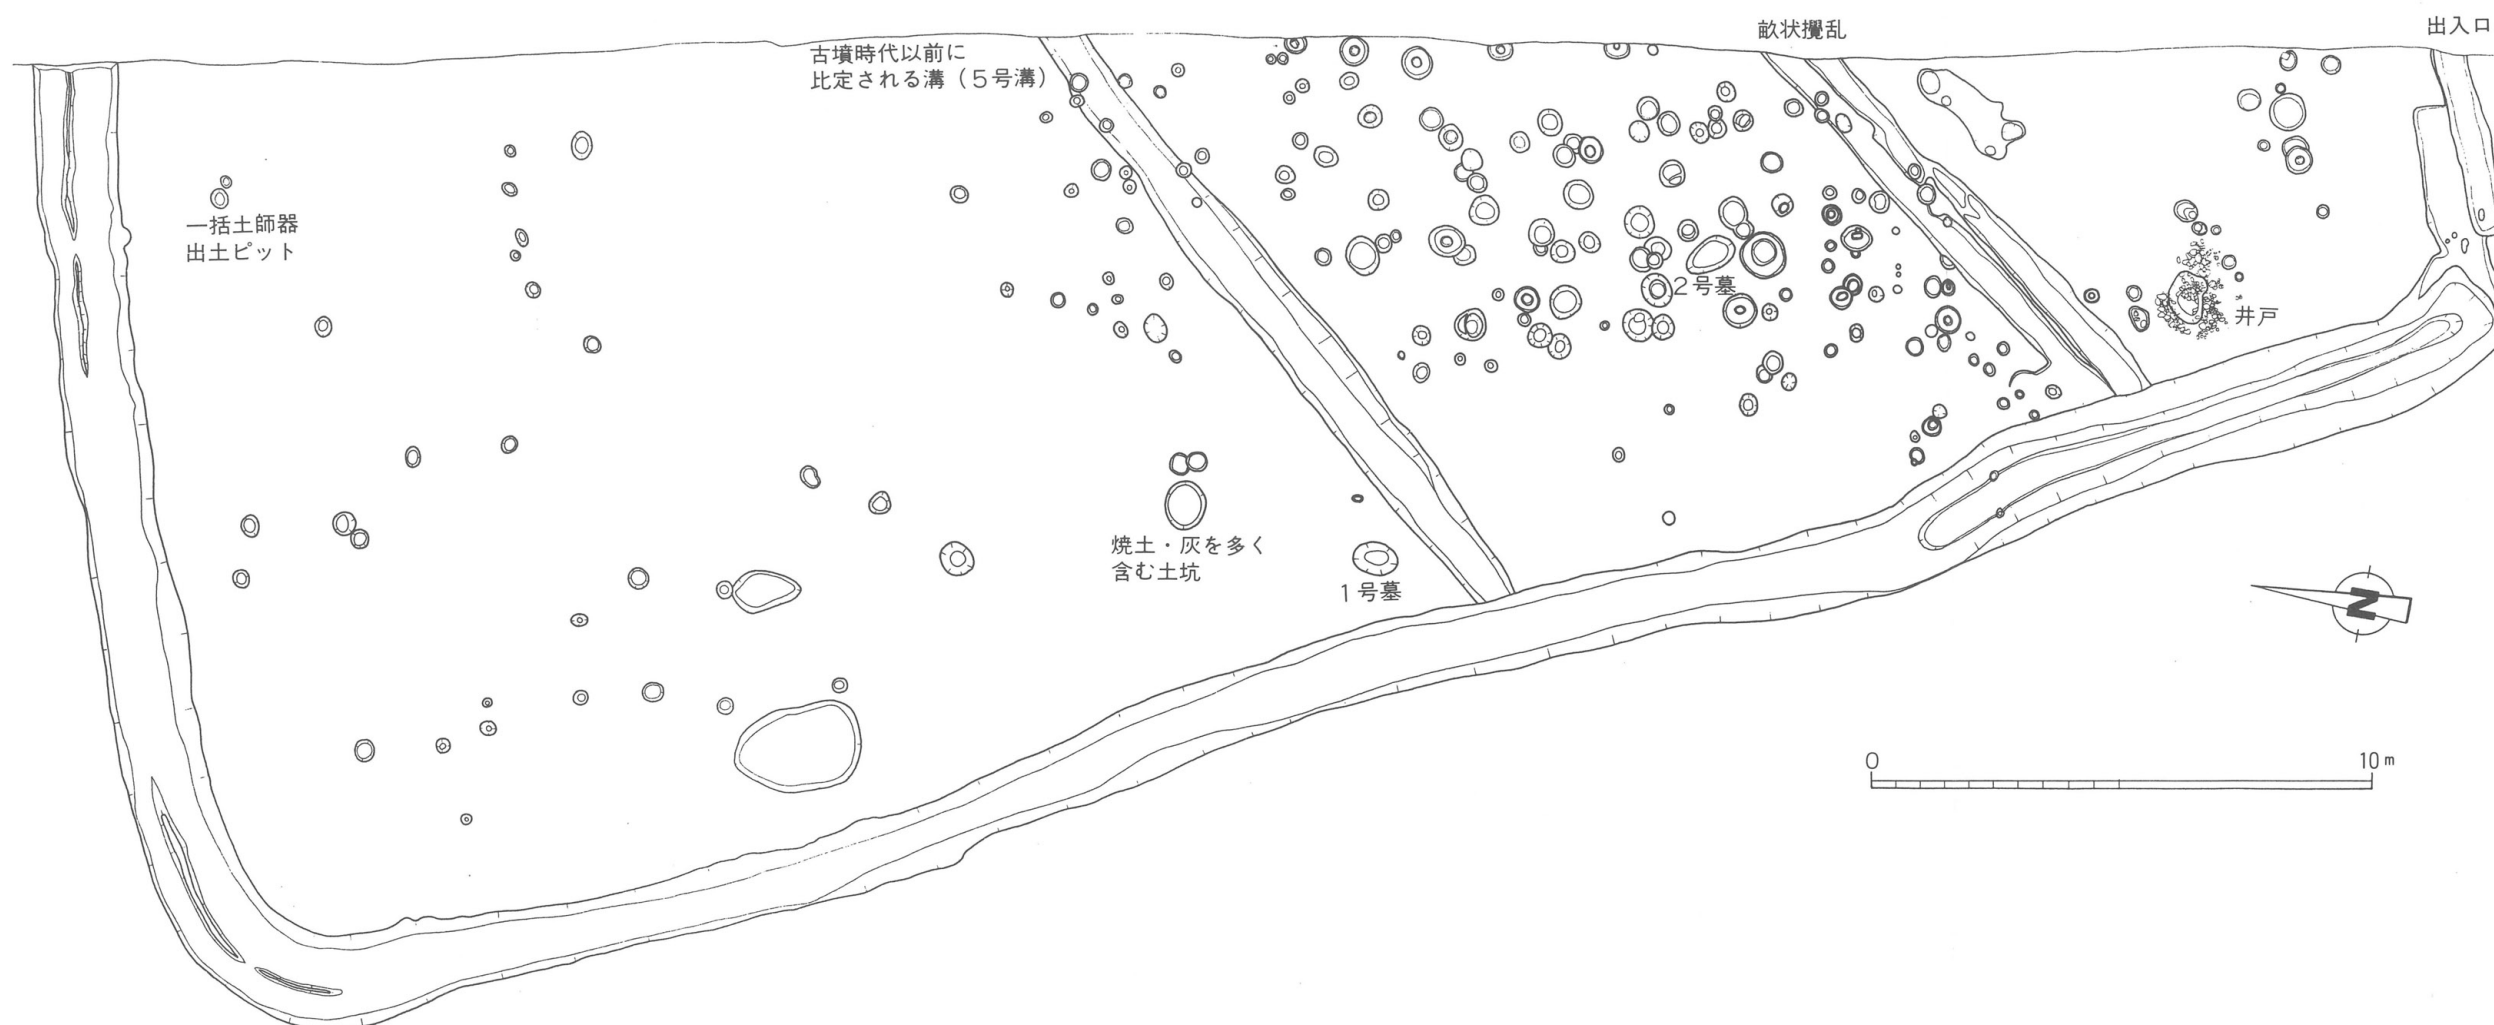 古墳時代以前に
比定される溝（5号溝）
畝状攪乱
出入口
一括土師器
出土ピット
2号墓
井戸
焼土・灰を多く
含む土坑
1号墓
N
0 10m